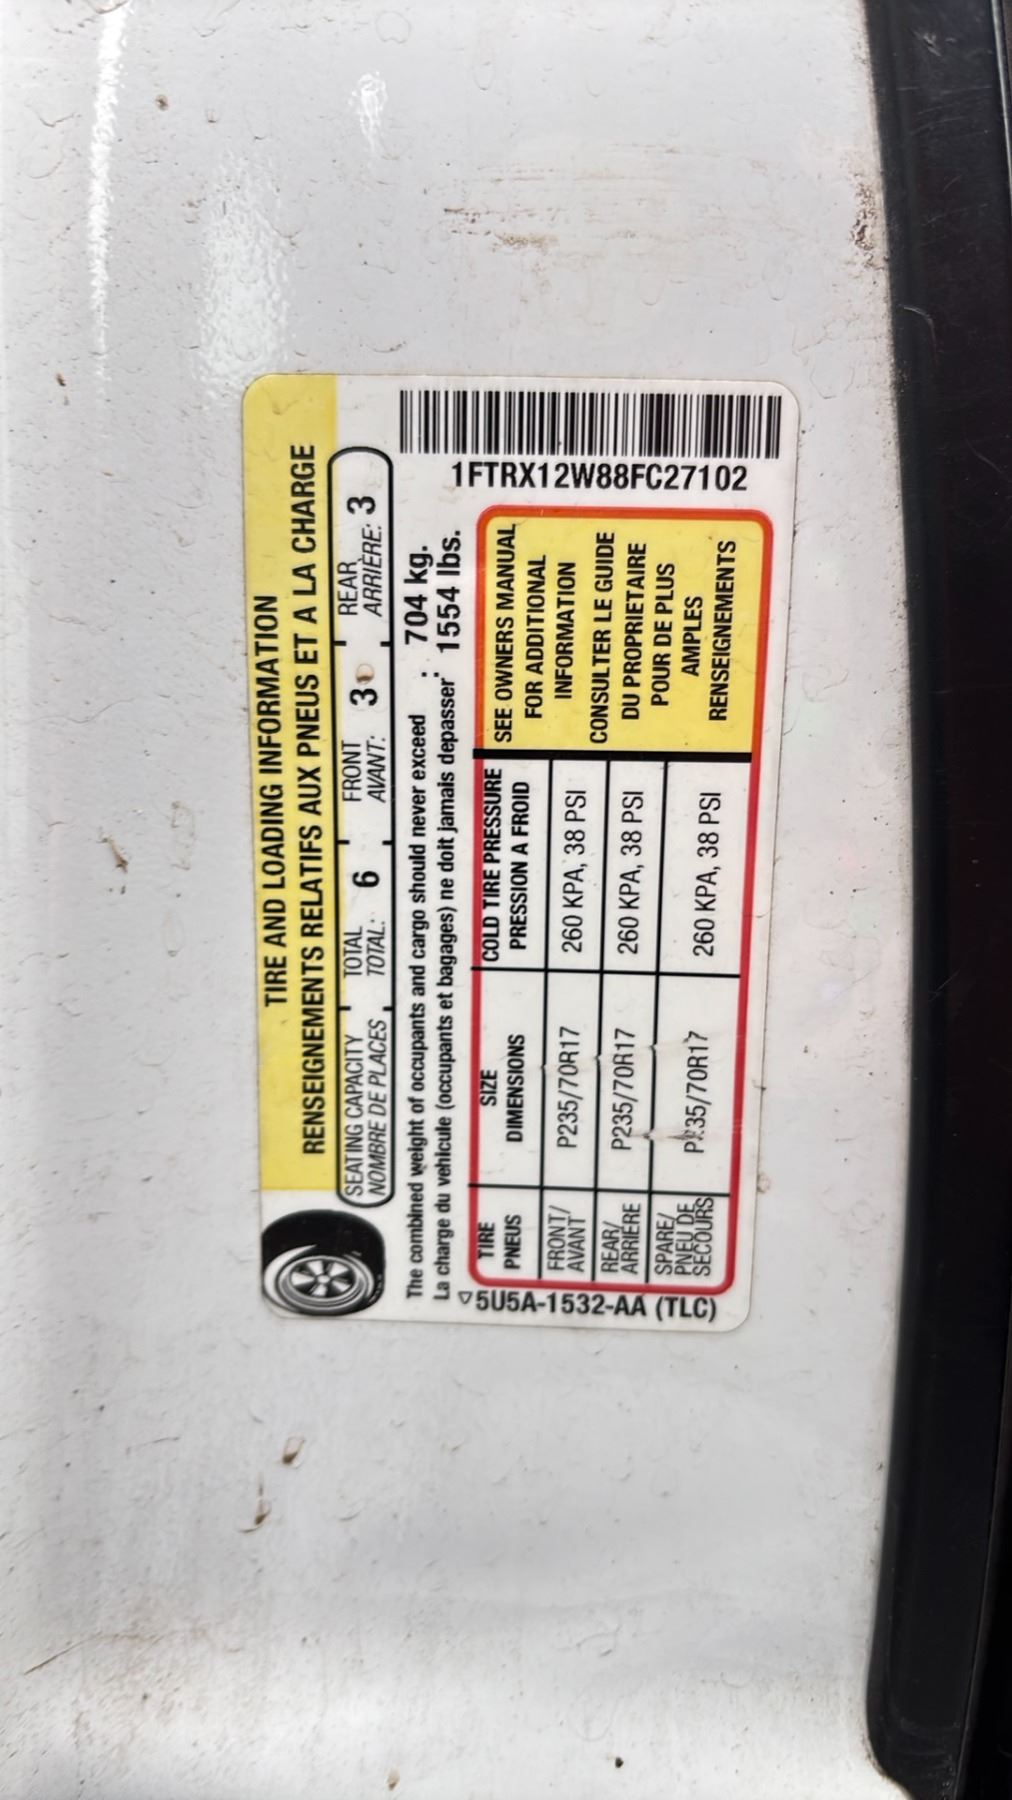 TIRE AND LOADING INFORMATION
RENSEIGNEMENTS RELATIFS AUX PNEUS ET A LA CHARGE
SEATING CAPACITY TOTAL 6 FRONT 3 REAR 3
NOMBRE DE PLACES TOTAL: AVANT: ARRIÈRE:
The combined weight of occupants and cargo should never exceed : 704 kg.
La charge du vehicule (occupants et bagages) ne doit jamais depasser : 1554 lbs.
TIRE SIZE COLD TIRE PRESSURE
PNEUS DIMENSIONS PRESSION A FROID
FRONT/ P235/70R17 260 KPA, 38 PSI
AVANT
REAR/ P235/70R17 260 KPA, 38 PSI
ARRIÈRE
SPARE/ P235/70R17 260 KPA, 38 PSI
PNEU DE
SECOURS
SEE OWNERS MANUAL
FOR ADDITIONAL
INFORMATION
CONSULTER LE GUIDE
DU PROPRIETAIRE
POUR DE PLUS
AMPLES
RENSEIGNEMENTS
1FTRX12W88FC27102
5U5A-1532-AA (TLC)